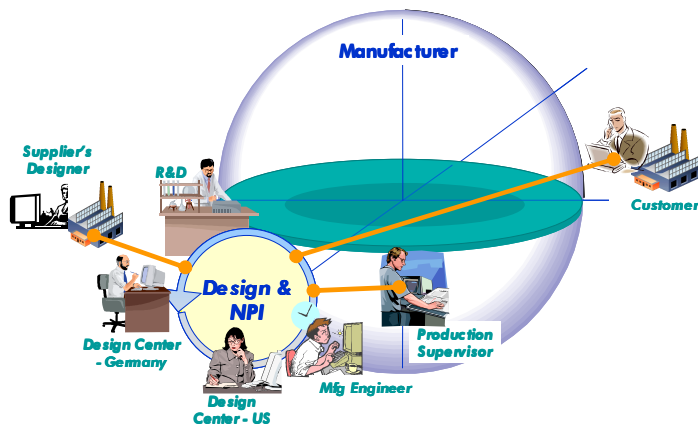 Manufacturer
Supplier's
Designer
R&D
Customer
Design &
NPI
Design Center
- Germany
Production
Supervisor
Mfg Engineer
Design
Center - US